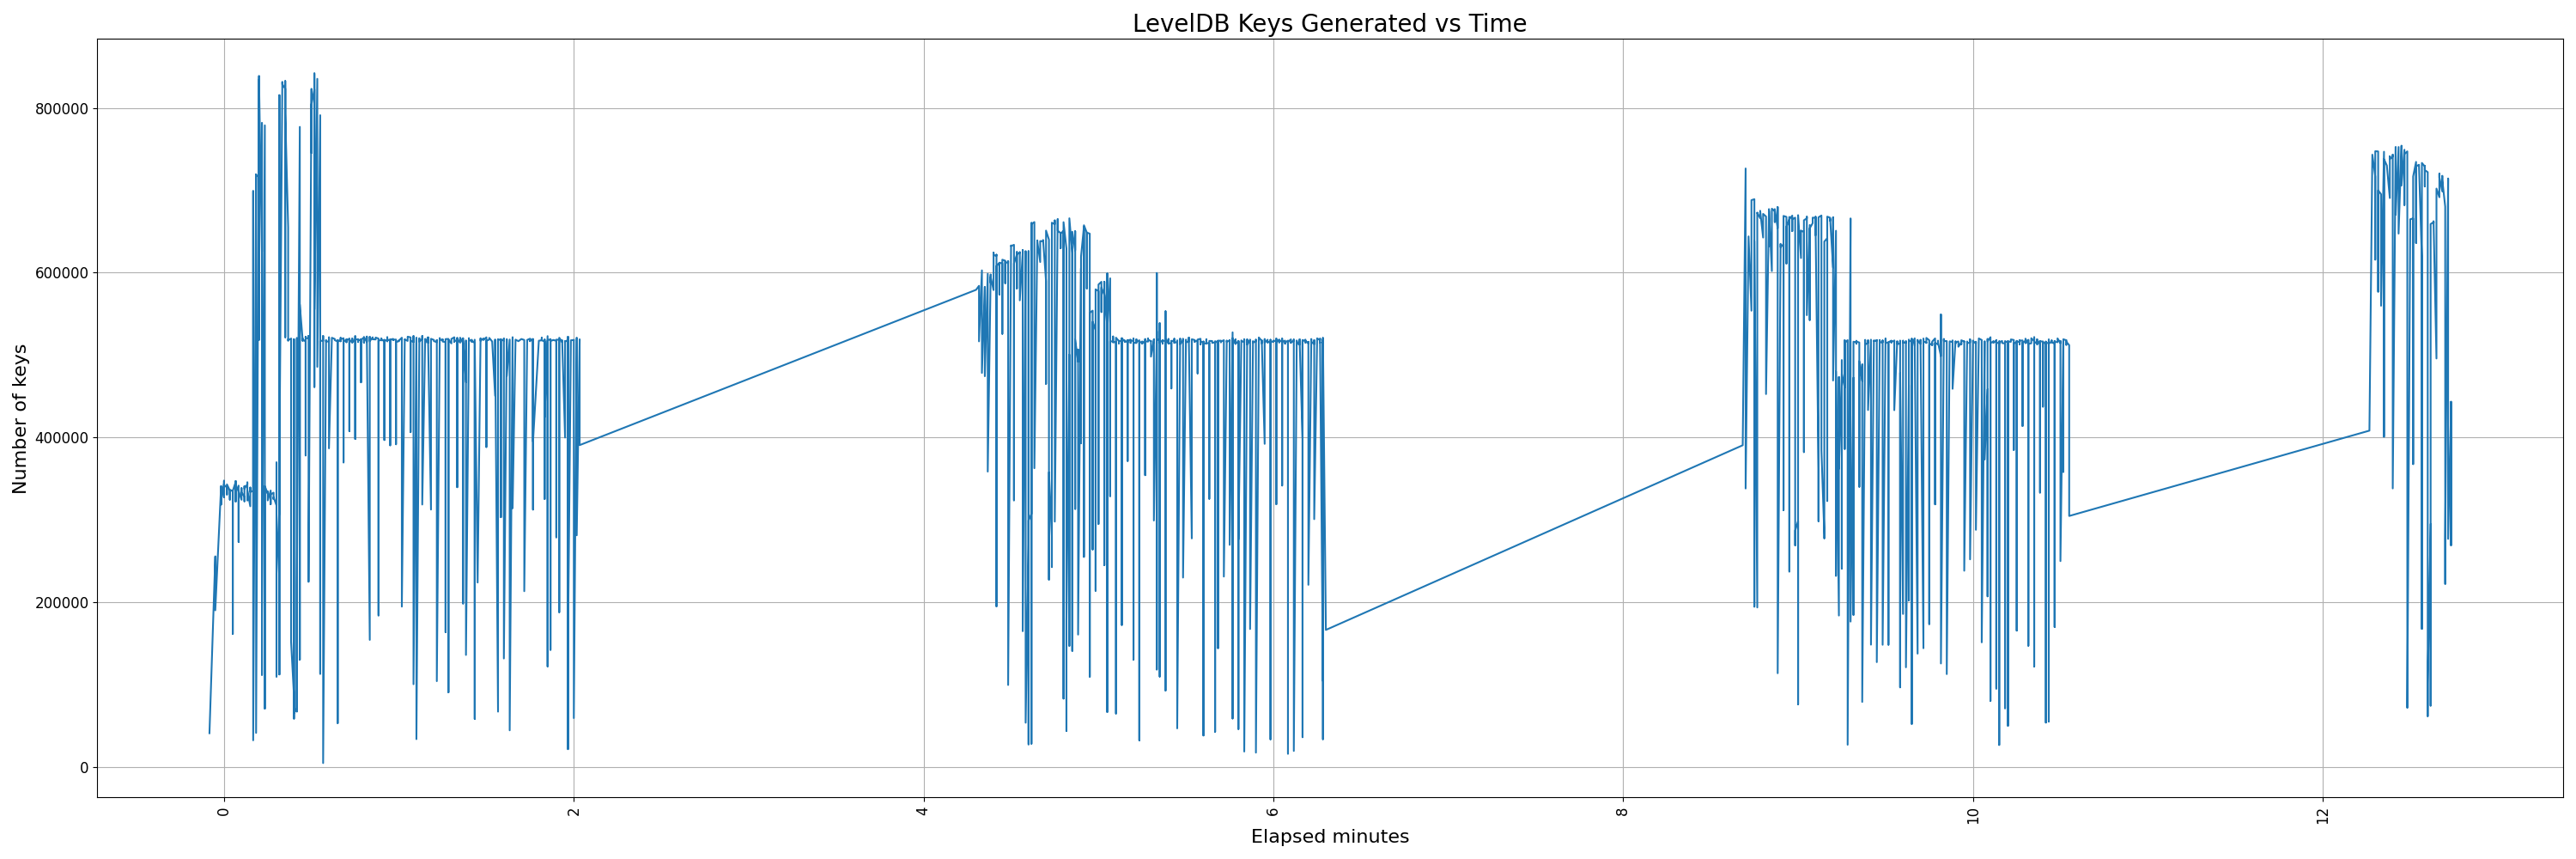 LevelDB Keys Generated vs Time
Number of keys
800000
600000
400000
200000
0
0 2 4 6 8 10 12
Elapsed minutes